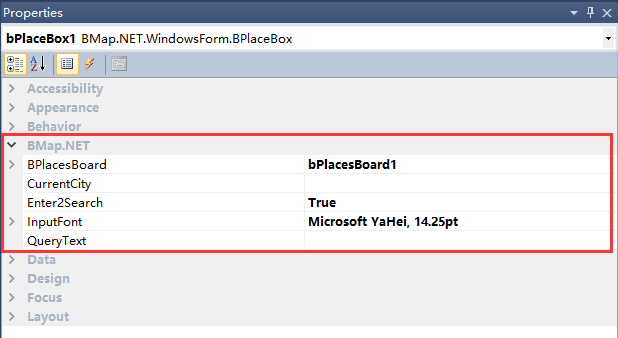 Properties
bPlaceBox1 BMap.NET.WindowsForm.BPlaceBox
Accessibility
Appearance
Behavior
BMap.NET
BPlacesBoard bPlacesBoard1
CurrentCity
Enter2Search True
InputFont Microsoft YaHei, 14.25pt
QueryText
Data
Design
Focus
Layout